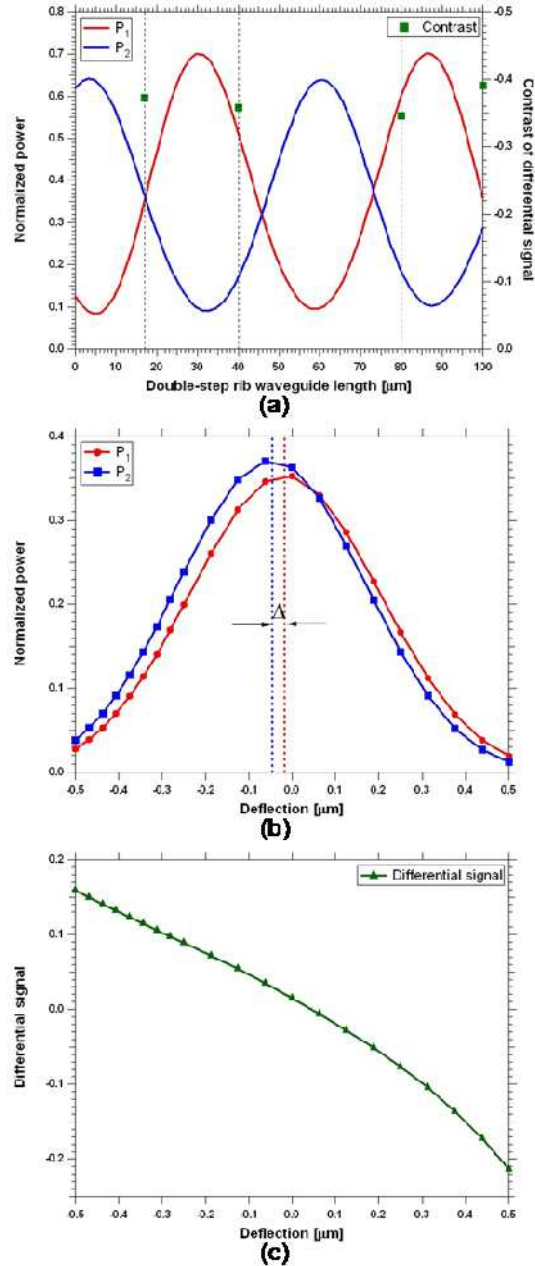 0.8
0.7
0.6
0.5
0.4
0.3
0.2
0.1
0.0
-0.5
-0.4
-0.3
-0.2
-0.1
0.0
P1
P2
Contrast
Normalized power
Contrast of differential signal
0 10 20 30 40 50 60 70 80 90 100
Double-step rib waveguide length [µm]
(a)
0.4
0.3
0.2
0.1
0.0
P1
P2
Δ
Normalized power
-0.5 -0.4 -0.3 -0.2 -0.1 0.0 0.1 0.2 0.3 0.4 0.5
Deflection [µm]
(b)
0.2
0.1
0.0
-0.1
-0.2
Differential signal
Differential signal
-0.5 -0.4 -0.3 -0.2 -0.1 0.0 0.1 0.2 0.3 0.4 0.5
Deflection [µm]
(c)